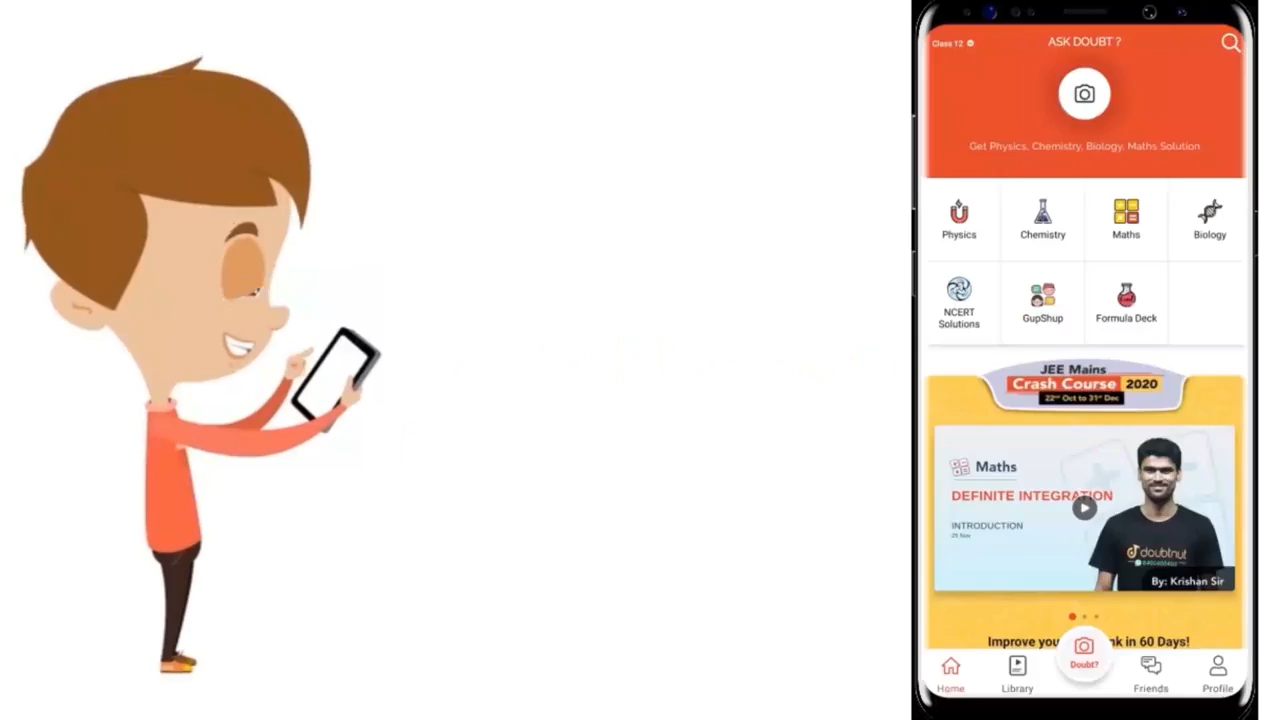 Class 12
ASK DOUBT ?
Get Physics, Chemistry, Biology, Maths Solution
Physics
Chemistry
Maths
Biology
NCERT
Solutions
GupShup
Formula Deck
JEE Mains
Crash Course 2020
22nd Oct to 31st Dec
Maths
DEFINITE INTEGRATION
INTRODUCTION
doubtnut
By: Krishan Sir
Improve you nk in 60 Days!
Doubt?
Home
Library
Friends
Profile